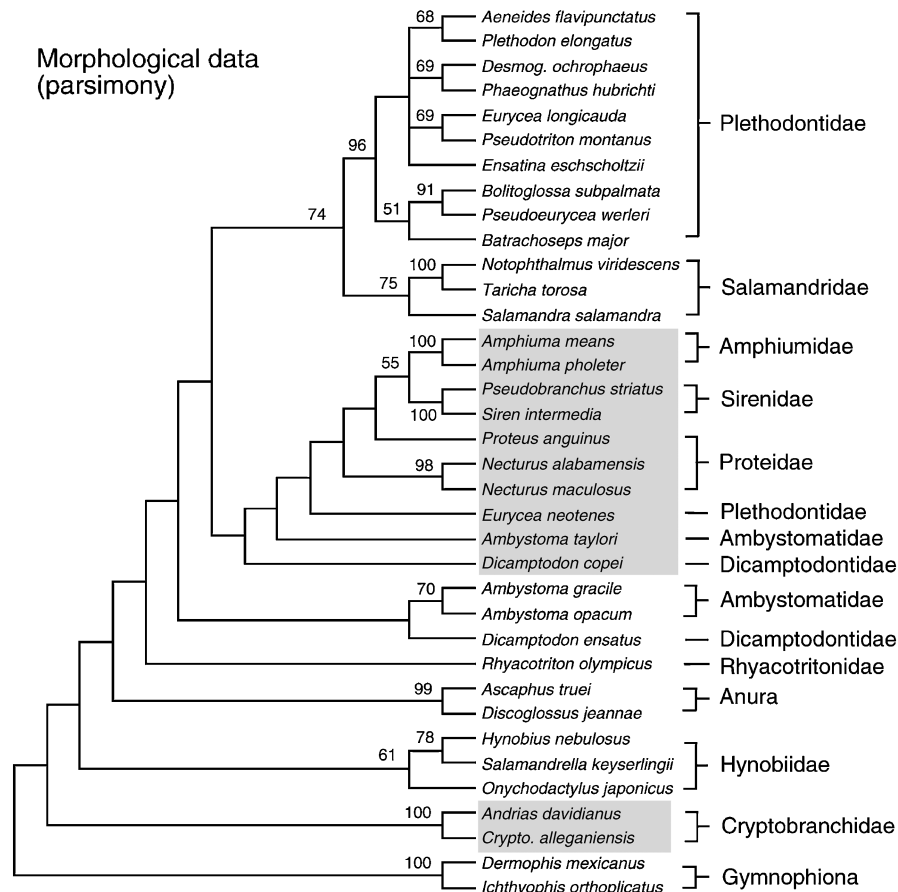 Morphological data
(parsimony)
68
Aeneides flavipunctatus
Plethodon elongatus
69
Desmog. ochrophaeus
Phaeognathus hubrichti
69
Eurycea longicauda
Pseudotriton montanus
Plethodontidae
96
Ensatina eschscholtzii
91
Bolitoglossa subpalmata
51
Pseudoeurycea werleri
74
Batrachoseps major
100
Notophthalmus viridescens
75
Taricha torosa
Salamandridae
Salamandra salamandra
100
Amphiuma means
Amphiumidae
55
Amphiuma pholeter
Pseudobranchus striatus
Sirenidae
100
Siren intermedia
Proteus anguinus
98
Necturus alabamensis
Proteidae
Necturus maculosus
Eurycea neotenes
Plethodontidae
Ambystoma taylori
Ambystomatidae
Dicamptodon copei
Dicamptodontidae
70
Ambystoma gracile
Ambystomatidae
Ambystoma opacum
Dicamptodon ensatus
Dicamptodontidae
Rhyacotriton olympicus
Rhyacotritonidae
99
Ascaphus truei
Anura
Discoglossus jeannae
78
Hynobius nebulosus
61
Salamandrella keyserlingii
Hynobiidae
Onychodactylus japonicus
100
Andrias davidianus
Cryptobranchidae
Crypto. alleganiensis
100
Dermophis mexicanus
Gymnophiona
Ichthyophis orthoplicatus